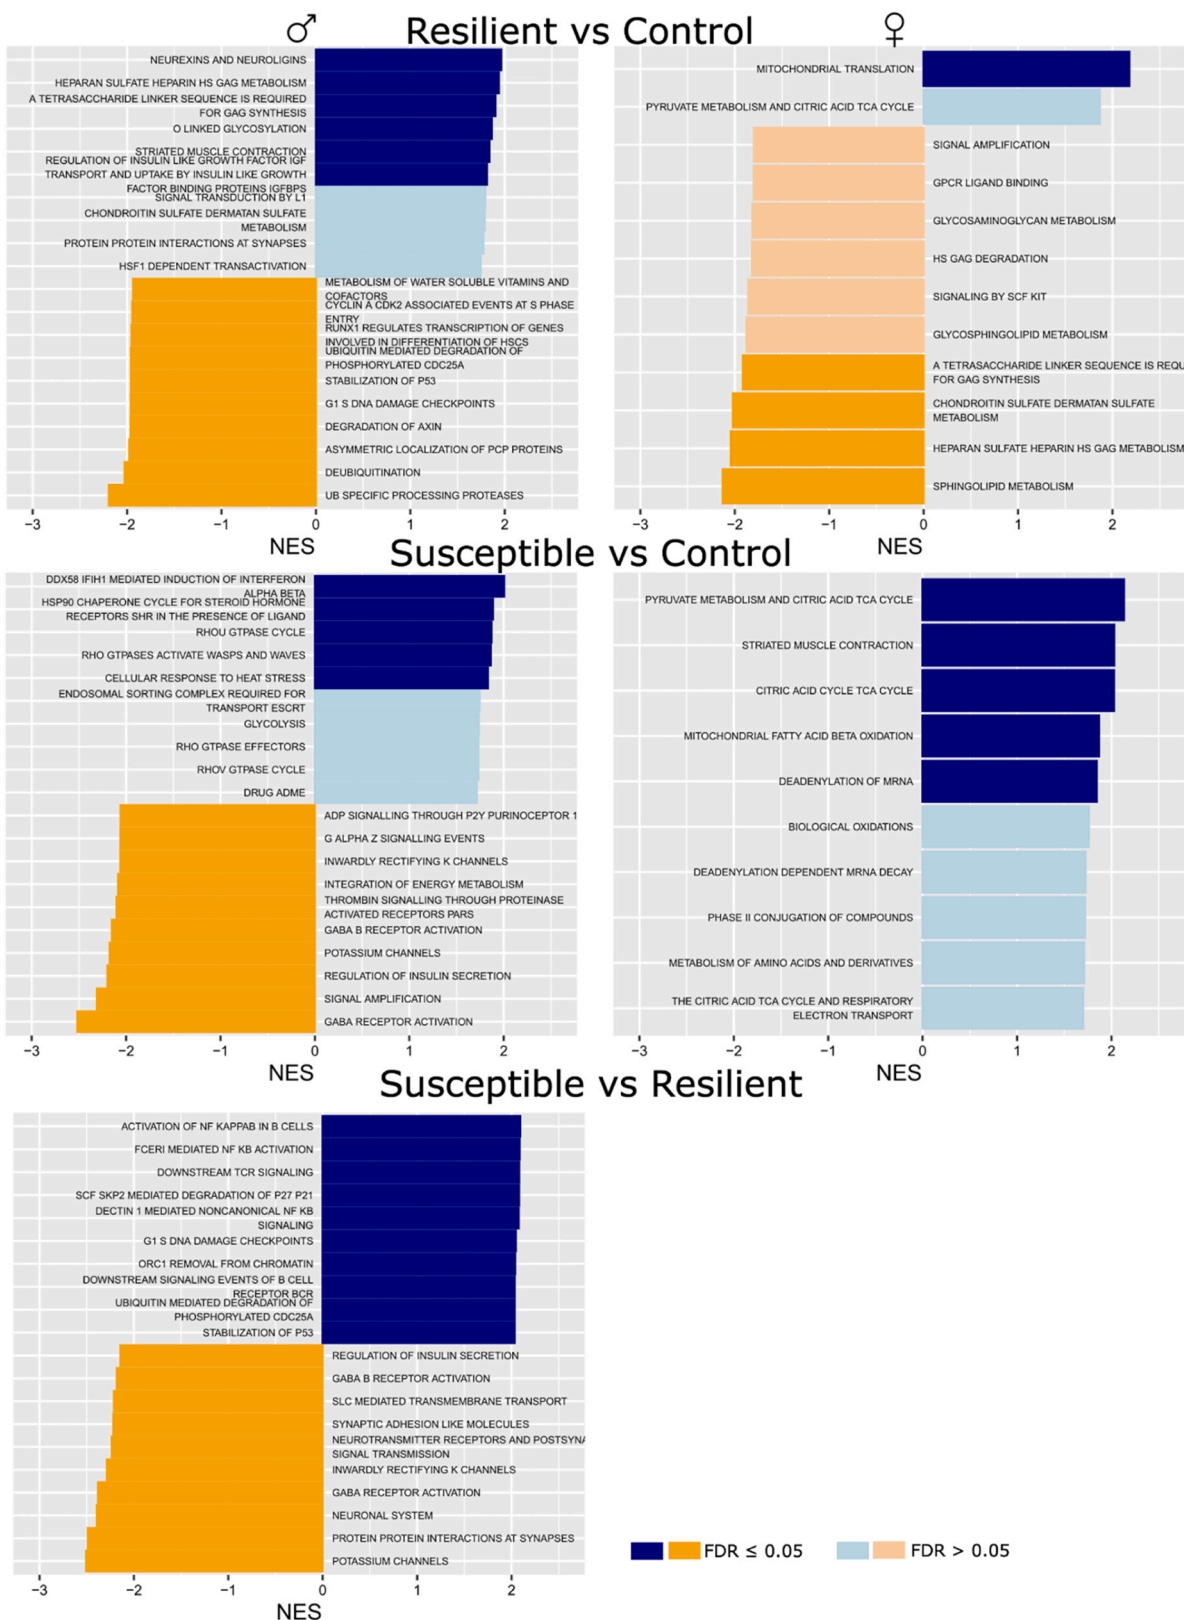 ♂
Resilient vs Control
♀
NEUREXINS AND NEUROLIGINS
HEPARAN SULFATE HEPARIN HS GAG METABOLISM
A TETRASACCHARIDE LINKER SEQUENCE IS REQUIRED
FOR GAG SYNTHESIS
O LINKED GLYCOSYLATION
STRIATED MUSCLE CONTRACTION
REGULATION OF INSULIN LIKE GROWTH FACTOR IGF
TRANSPORT AND UPTAKE BY INSULIN LIKE GROWTH
FACTOR BINDING PROTEINS IGFBPS
SIGNAL TRANSDUCTION BY L1
CHONDROITIN SULFATE DERMATAN SULFATE
METABOLISM
PROTEIN PROTEIN INTERACTIONS AT SYNAPSES
HSF1 DEPENDENT TRANSACTIVATION
METABOLISM OF WATER SOLUBLE VITAMINS AND
COFACTORS
CYCLIN A CDK2 ASSOCIATED EVENTS AT S PHASE
ENTRY
RUNX1 REGULATES TRANSCRIPTION OF GENES
INVOLVED IN DIFFERENTIATION OF HSCS
UBIQUITIN MEDIATED DEGRADATION OF
PHOSPHORYLATED CDC25A
STABILIZATION OF P53
G1 S DNA DAMAGE CHECKPOINTS
DEGRADATION OF AXIN
ASYMMETRIC LOCALIZATION OF PCP PROTEINS
DEUBIQUITINATION
UB SPECIFIC PROCESSING PROTEASES
−3 −2 −1 0 1 2
NES
MITOCHONDRIAL TRANSLATION
PYRUVATE METABOLISM AND CITRIC ACID TCA CYCLE
SIGNAL AMPLIFICATION
GPCR LIGAND BINDING
GLYCOSAMINOGLYCAN METABOLISM
HS GAG DEGRADATION
SIGNALING BY SCF KIT
GLYCOSPHINGOLIPID METABOLISM
A TETRASACCHARIDE LINKER SEQUENCE IS REQU
FOR GAG SYNTHESIS
CHONDROITIN SULFATE DERMATAN SULFATE
METABOLISM
HEPARAN SULFATE HEPARIN HS GAG METABOLISM
SPHINGOLIPID METABOLISM
−3 −2 −1 0 1 2
NES
Susceptible vs Control
DDX58 IFIH1 MEDIATED INDUCTION OF INTERFERON
ALPHA BETA
HSP90 CHAPERONE CYCLE FOR STEROID HORMONE
RECEPTORS SHR IN THE PRESENCE OF LIGAND
RHOU GTPASE CYCLE
RHO GTPASES ACTIVATE WASPS AND WAVES
CELLULAR RESPONSE TO HEAT STRESS
ENDOSOMAL SORTING COMPLEX REQUIRED FOR
TRANSPORT ESCRT
GLYCOLYSIS
RHO GTPASE EFFECTORS
RHOV GTPASE CYCLE
DRUG ADME
ADP SIGNALLING THROUGH P2Y PURINOCEPTOR 1
G ALPHA Z SIGNALLING EVENTS
INWARDLY RECTIFYING K CHANNELS
INTEGRATION OF ENERGY METABOLISM
THROMBIN SIGNALLING THROUGH PROTEINASE
ACTIVATED RECEPTORS PARS
GABA B RECEPTOR ACTIVATION
POTASSIUM CHANNELS
REGULATION OF INSULIN SECRETION
SIGNAL AMPLIFICATION
GABA RECEPTOR ACTIVATION
−3 −2 −1 0 1 2
NES
PYRUVATE METABOLISM AND CITRIC ACID TCA CYCLE
STRIATED MUSCLE CONTRACTION
CITRIC ACID CYCLE TCA CYCLE
MITOCHONDRIAL FATTY ACID BETA OXIDATION
DEADENYLATION OF MRNA
BIOLOGICAL OXIDATIONS
DEADENYLATION DEPENDENT MRNA DECAY
PHASE II CONJUGATION OF COMPOUNDS
METABOLISM OF AMINO ACIDS AND DERIVATIVES
THE CITRIC ACID TCA CYCLE AND RESPIRATORY
ELECTRON TRANSPORT
−3 −2 −1 0 1 2
NES
Susceptible vs Resilient
ACTIVATION OF NF KAPPAB IN B CELLS
FCERI MEDIATED NF KB ACTIVATION
DOWNSTREAM TCR SIGNALING
SCF SKP2 MEDIATED DEGRADATION OF P27 P21
DECTIN 1 MEDIATED NONCANONICAL NF KB
SIGNALING
G1 S DNA DAMAGE CHECKPOINTS
ORC1 REMOVAL FROM CHROMATIN
DOWNSTREAM SIGNALING EVENTS OF B CELL
RECEPTOR BCR
UBIQUITIN MEDIATED DEGRADATION OF
PHOSPHORYLATED CDC25A
STABILIZATION OF P53
REGULATION OF INSULIN SECRETION
GABA B RECEPTOR ACTIVATION
SLC MEDIATED TRANSMEMBRANE TRANSPORT
SYNAPTIC ADHESION LIKE MOLECULES
NEUROTRANSMITTER RECEPTORS AND POSTSYNA
SIGNAL TRANSMISSION
INWARDLY RECTIFYING K CHANNELS
GABA RECEPTOR ACTIVATION
NEURONAL SYSTEM
PROTEIN PROTEIN INTERACTIONS AT SYNAPSES
POTASSIUM CHANNELS
−3 −2 −1 0 1 2
NES
FDR ≤ 0.05
FDR > 0.05